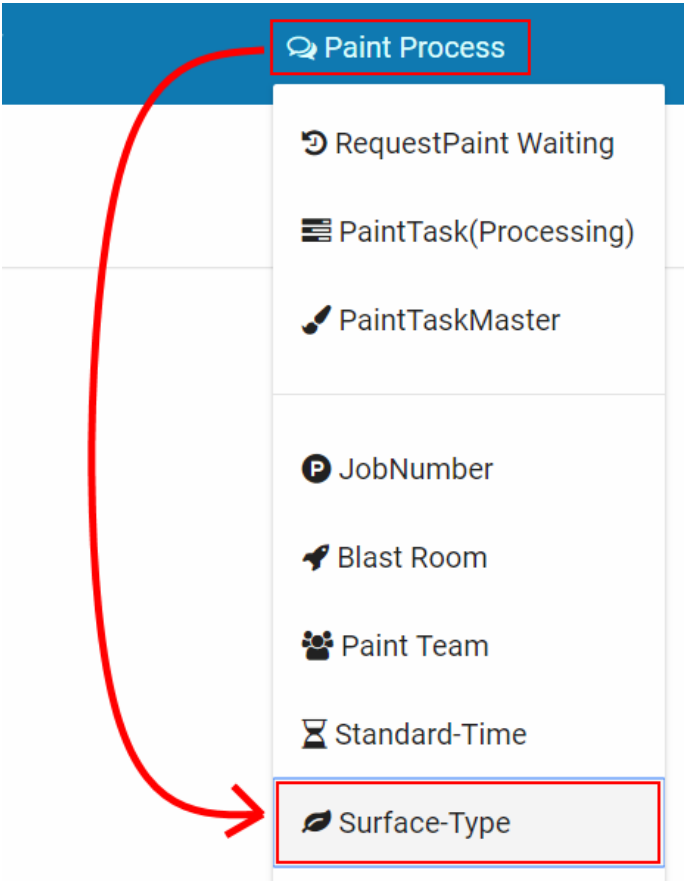 Paint Process
RequestPaint Waiting
PaintTask(Processing)
PaintTaskMaster
JobNumber
Blast Room
Paint Team
Standard-Time
Surface-Type